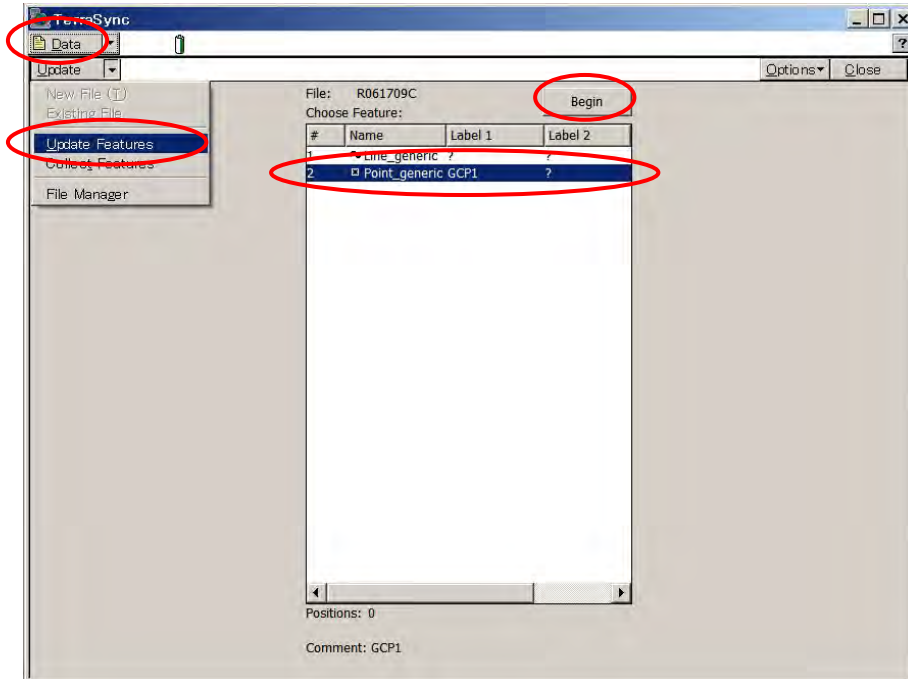 TerraSync
Data
?
Update
Options
Close
New File (T)
Existing File
Update Features
Collect Features
File Manager
File: R061709C
Begin
Choose Feature:
# Name Label 1 Label 2
1 Line_generic ? ?
2 Point_generic GCP1 ?
Positions: 0
Comment: GCP1